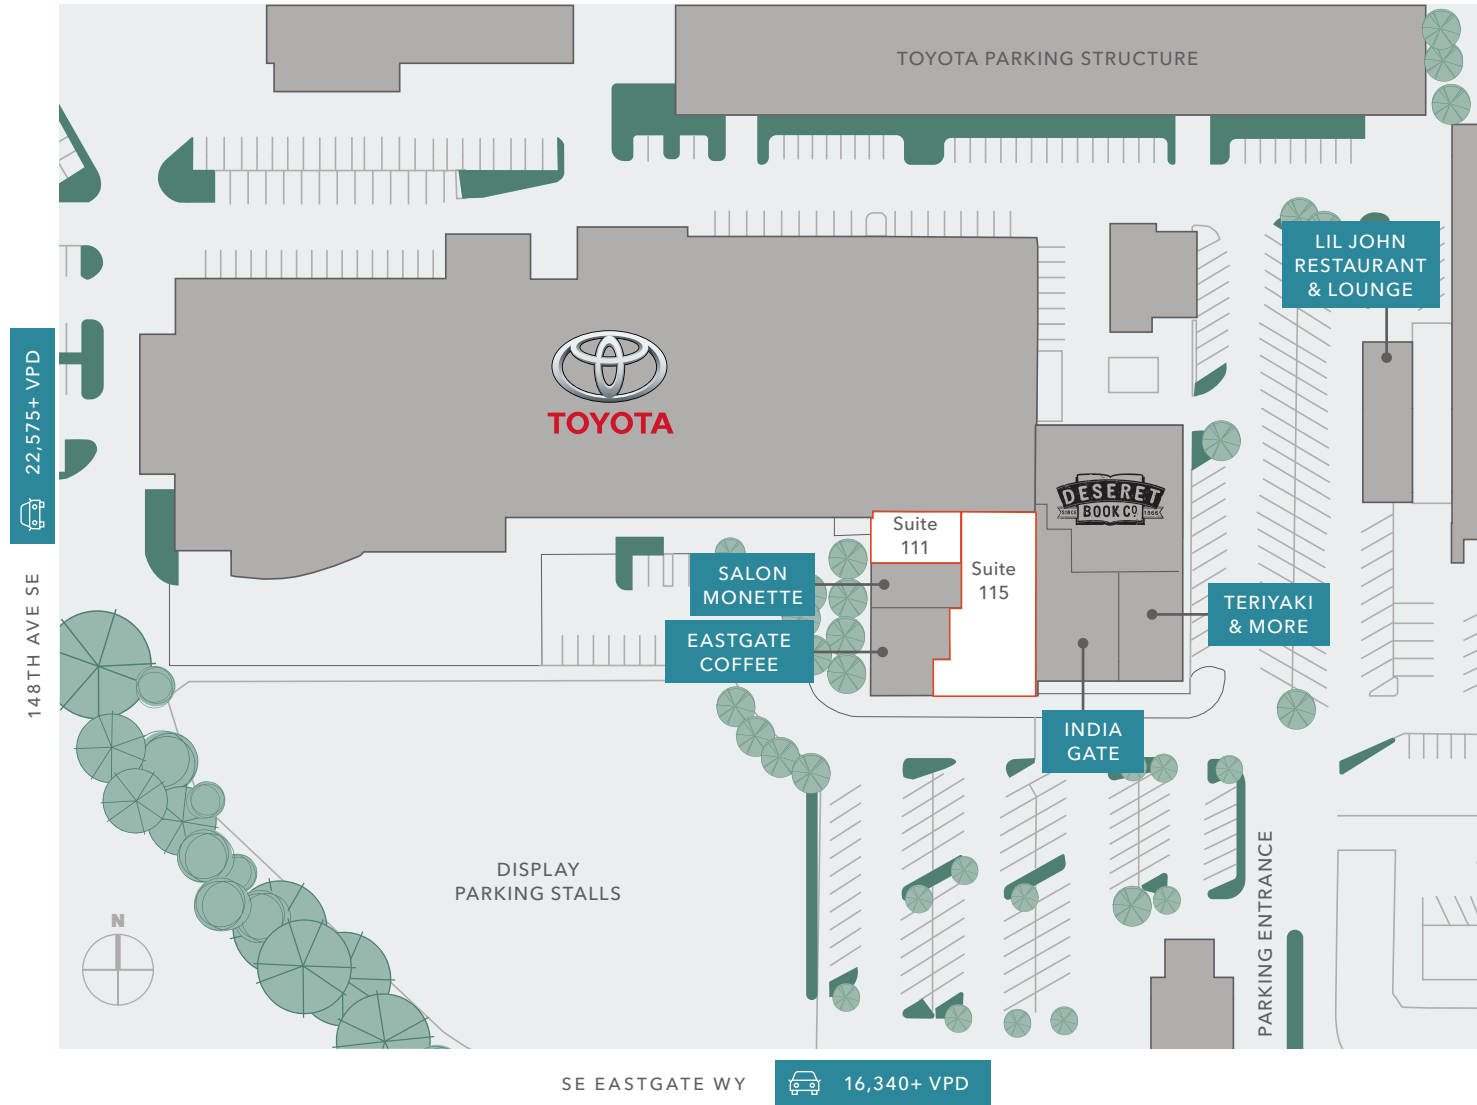 TOYOTA PARKING STRUCTURE
LIL JOHN
RESTAURANT
& LOUNGE
22,575+ VPD
148TH AVE SE
TOYOTA
DESERET
BOOK CO.
SINCE
1866
Suite
111
Suite
115
SALON
MONETTE
EASTGATE
COFFEE
TERIYAKI
& MORE
INDIA
GATE
DISPLAY
PARKING STALLS
PARKING ENTRANCE
N
SE EASTGATE WY
16,340+ VPD